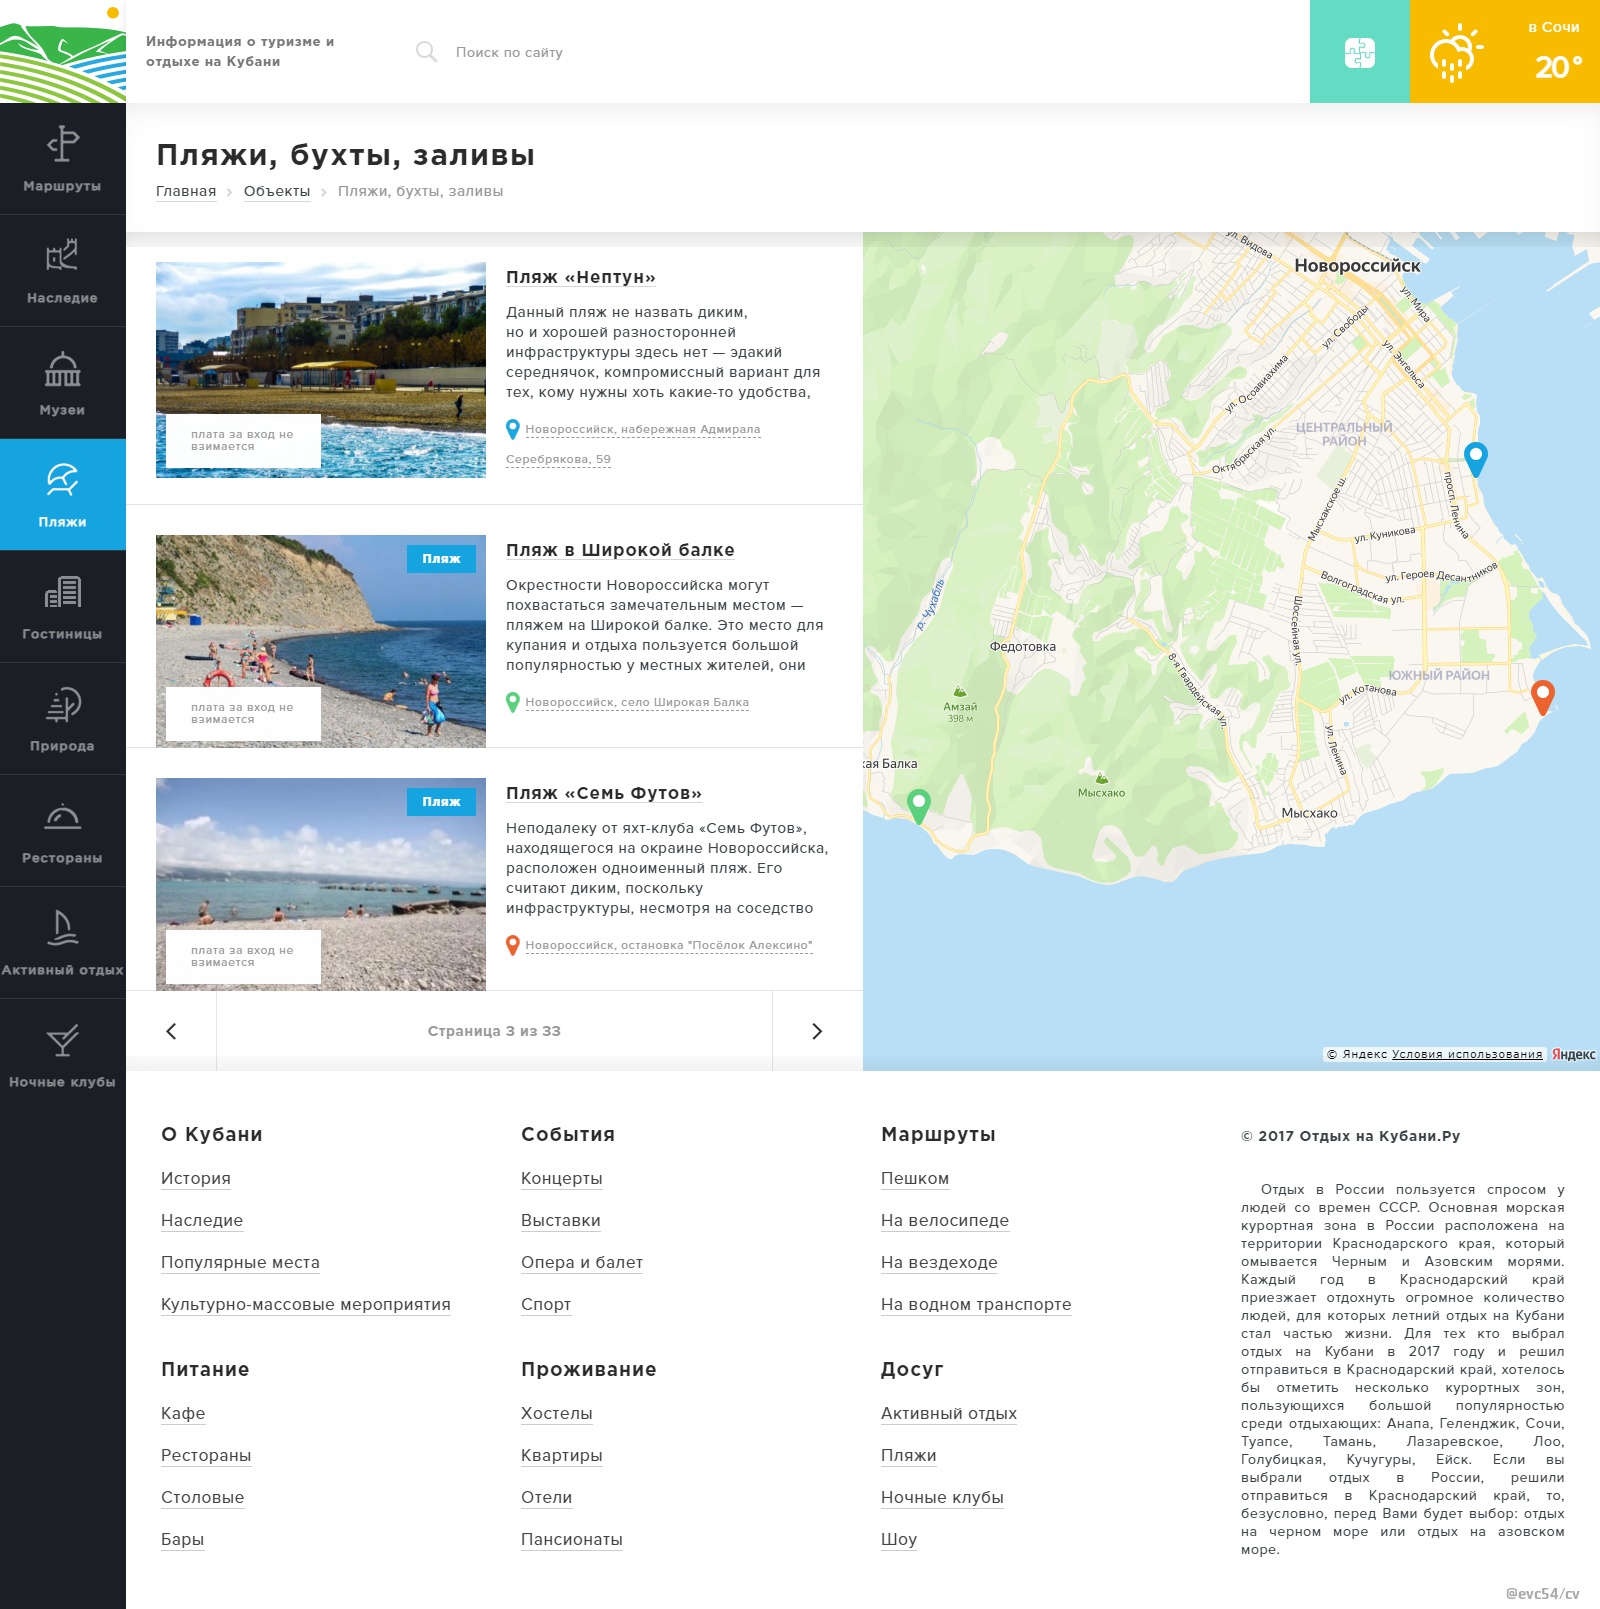 Информация о туризме и
отдыхе на Кубани
Поиск по сайту
в Сочи
20°
Маршруты
Наследие
Музеи
Пляжи
Гостиницы
Природа
Рестораны
Активный отдых
Ночные клубы
Пляжи, бухты, заливы
Главная
Объекты
Пляжи, бухты, заливы
плата за вход не
взимается
Пляж «Нептун»
Данный пляж не назвать диким,
но и хорошей разносторонней
инфраструктуры здесь нет — эдакий
середнячок, компромиссный вариант для
тех, кому нужны хоть какие-то удобства,
Новороссийск, набережная Адмирала
Серебрякова, 59
Пляж
плата за вход не
взимается
Пляж в Широкой балке
Окрестности Новороссийска могут
похвастаться замечательным местом —
пляжем на Широкой балке. Это место для
купания и отдыха пользуется большой
популярностью у местных жителей, они
Новороссийск, село Широкая Балка
Пляж
плата за вход не
взимается
Пляж «Семь Футов»
Неподалеку от яхт-клуба «Семь Футов»,
находящегося на окраине Новороссийска,
расположен одноименный пляж. Его
считают диким, поскольку
инфраструктуры, несмотря на соседство
Новороссийск, остановка "Посёлок Алексино"
Страница 3 из 33
ул. Видова
Новороссийск
ул. Мира
ул. Свободы
ул. Энгельса
ул. Осоавиахима
ЦЕНТРАЛЬНЫЙ
РАЙОН
Октябрьская ул.
Мысхакское ш.
просп. Ленина
ул. Куникова
ул. Героев Десантников
Волгоградская ул.
р. Чухабль
Шоссейная ул.
Федотовка
8-я Гвардейская ул.
ЮЖНЫЙ РАЙОН
ул. Котанова
Амзай
398 м
ул. Ленина
кая Балка
Мысхако
Мысхако
© Яндекс Условия использования
Яндекс
О Кубани
История
Наследие
Популярные места
Культурно-массовые мероприятия
События
Концерты
Выставки
Опера и балет
Спорт
Маршруты
Пешком
На велосипеде
На вездеходе
На водном транспорте
Питание
Кафе
Рестораны
Столовые
Бары
Проживание
Хостелы
Квартиры
Отели
Пансионаты
Досуг
Активный отдых
Пляжи
Ночные клубы
Шоу
© 2017 Отдых на Кубани.Ру
Отдых в России пользуется спросом у
людей со времен СССР. Основная морская
курортная зона в России расположена на
территории Краснодарского края, который
омывается Черным и Азовским морями.
Каждый год в Краснодарский край
приезжает отдохнуть огромное количество
людей, для которых летний отдых на Кубани
стал частью жизни. Для тех кто выбрал
отдых на Кубани в 2017 году и решил
отправиться в Краснодарский край, хотелось
бы отметить несколько курортных зон,
пользующихся большой популярностью
среди отдыхающих: Анапа, Геленджик, Сочи,
Туапсе, Тамань, Лазаревское, Лоо,
Голубицкая, Кучугуры, Ейск. Если вы
выбрали отдых в России, решили
отправиться в Краснодарский край, то,
безусловно, перед Вами будет выбор: отдых
на черном море или отдых на азовском
море.
@evc54/cv